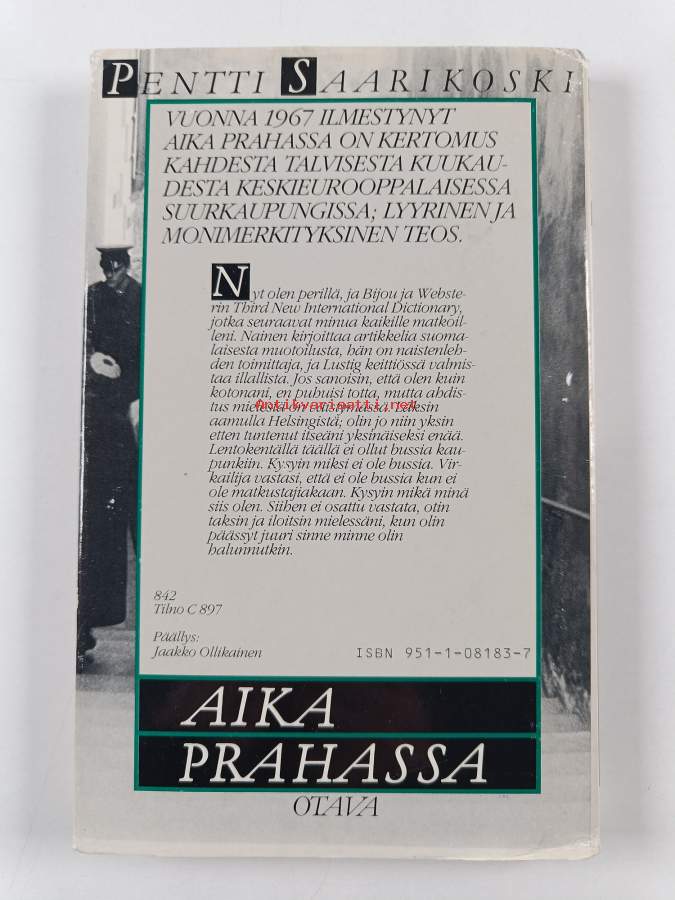 PENTTI SAARIKOSKI
VUONNA 1967 ILMESTYNYT
AIKA PRAHASSA ON KERTOMUS
KAHDESTA TALVISESTA KUUKAU-
DESTA KESKIEUROOPPALAISESSA
SUURKAUPUNGISSA; LYYRINEN JA
MONIMERKITYKSINEN TEOS.
Nyt olen perillä, ja Bijou ja Webste-
rin Third New International Dictionary,
jotka seuraavat minua kaikille matkoil-
leni. Nainen kirjoittaa artikkelia suoma-
laisesta muotoilusta, hän on naistenleh-
den toimittaja, ja Lustig keittiössä valmis-
taa illallista. Jos sanoisin, että olen kuin
kotonani, en puhuisi totta, mutta ahdis-
tus mielestä on
antikvariaatti.net
aamulla Helsingistä; olin jo niin yksin
etten tuntenut itseäni yksinäiseksi enää.
Lentokentällä täällä ei ollut bussia kau-
punkiin. Kysyin miksi ei ole bussia. Vir-
kailija vastasi, että ei ole bussia kun ei
ole matkustajiakaan. Kysyin mikä minä
siis olen. Siihen ei osattu vastata, otin
taksin ja iloitsin mielessäni, kun olin
päässyt juuri sinne minne olin
halunnutkin.
842
Tilno C 897
Päällys:
Jaakko Ollikainen
ISBN 951-1-08183-7
AIKA
PRAHASSA
OTAVA